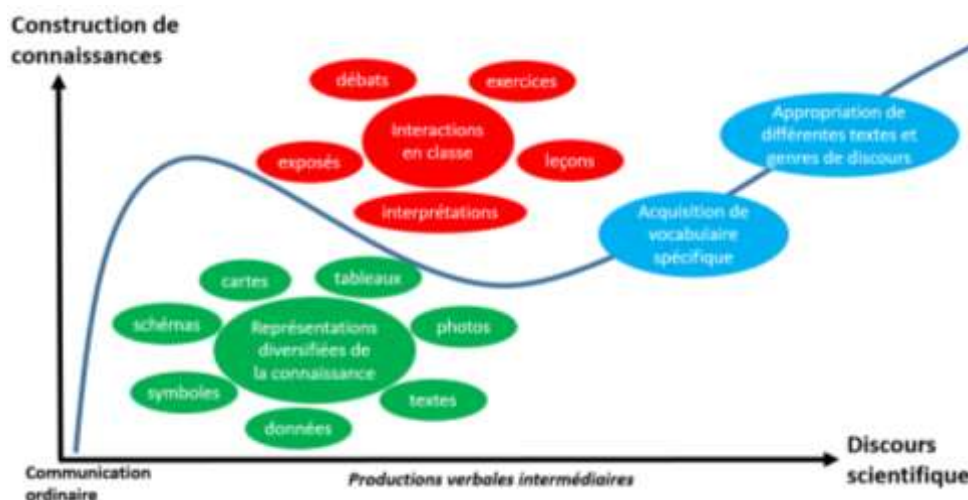 Construction de
connaissances
débats
exercices
Interactions
en classe
exposés
leçons
interprétations
Appropriation de
différentes textes et
genres de discours
Acquisition de
vocabulaire
spécifique
cartes
tableaux
schémas
Représentations
diversifiées de
la connaissance
photos
symboles
textes
données
Communication
ordinaire
Productions verbales intermédiaires
Discours
scientifique